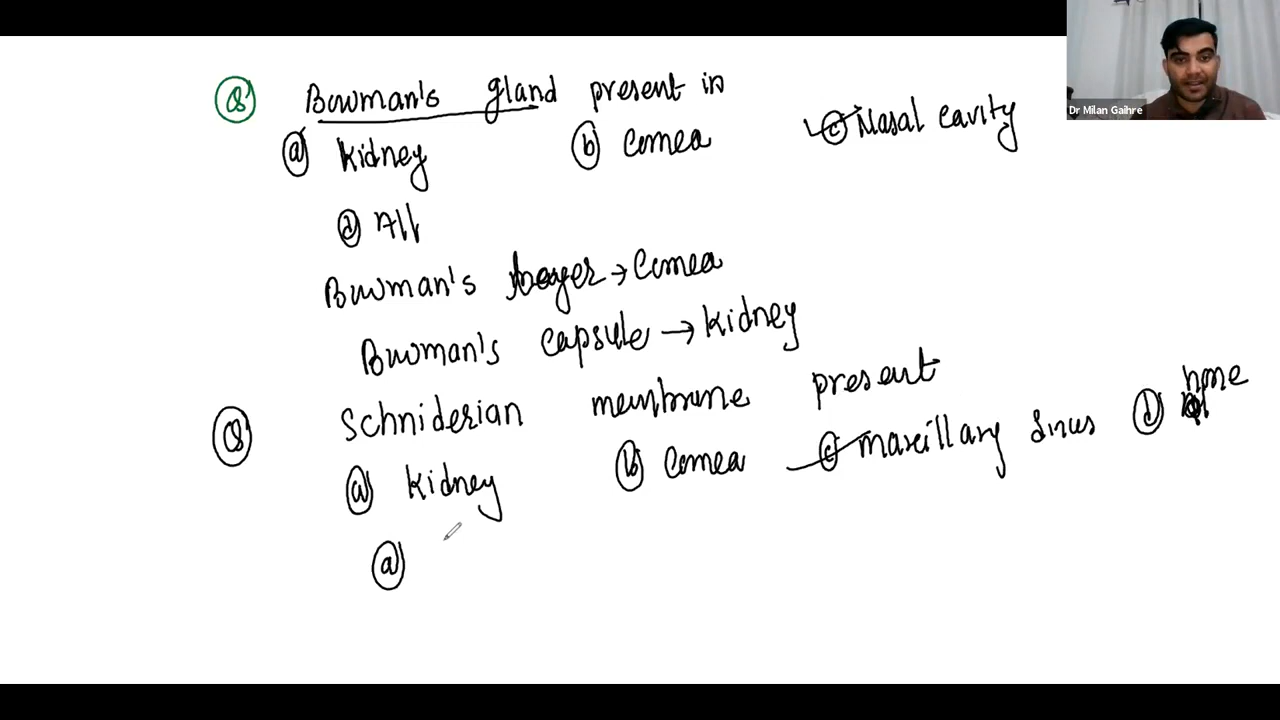 Q Bowman's gland present in
a Kidney b Cornea c Nasal cavity
d All
Bowman's layer → Cornea
Bowman's capsule → Kidney
Q Schniderian membrane present
a Kidney b Cornea c maxillary sinus d none
a
Dr Milan Gaihre